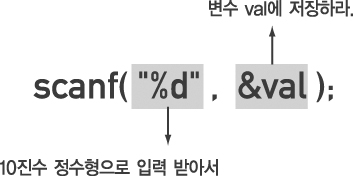 변수 val에 저장하라.
scanf( "%d" , &val );
10진수 정수형으로 입력 받아서